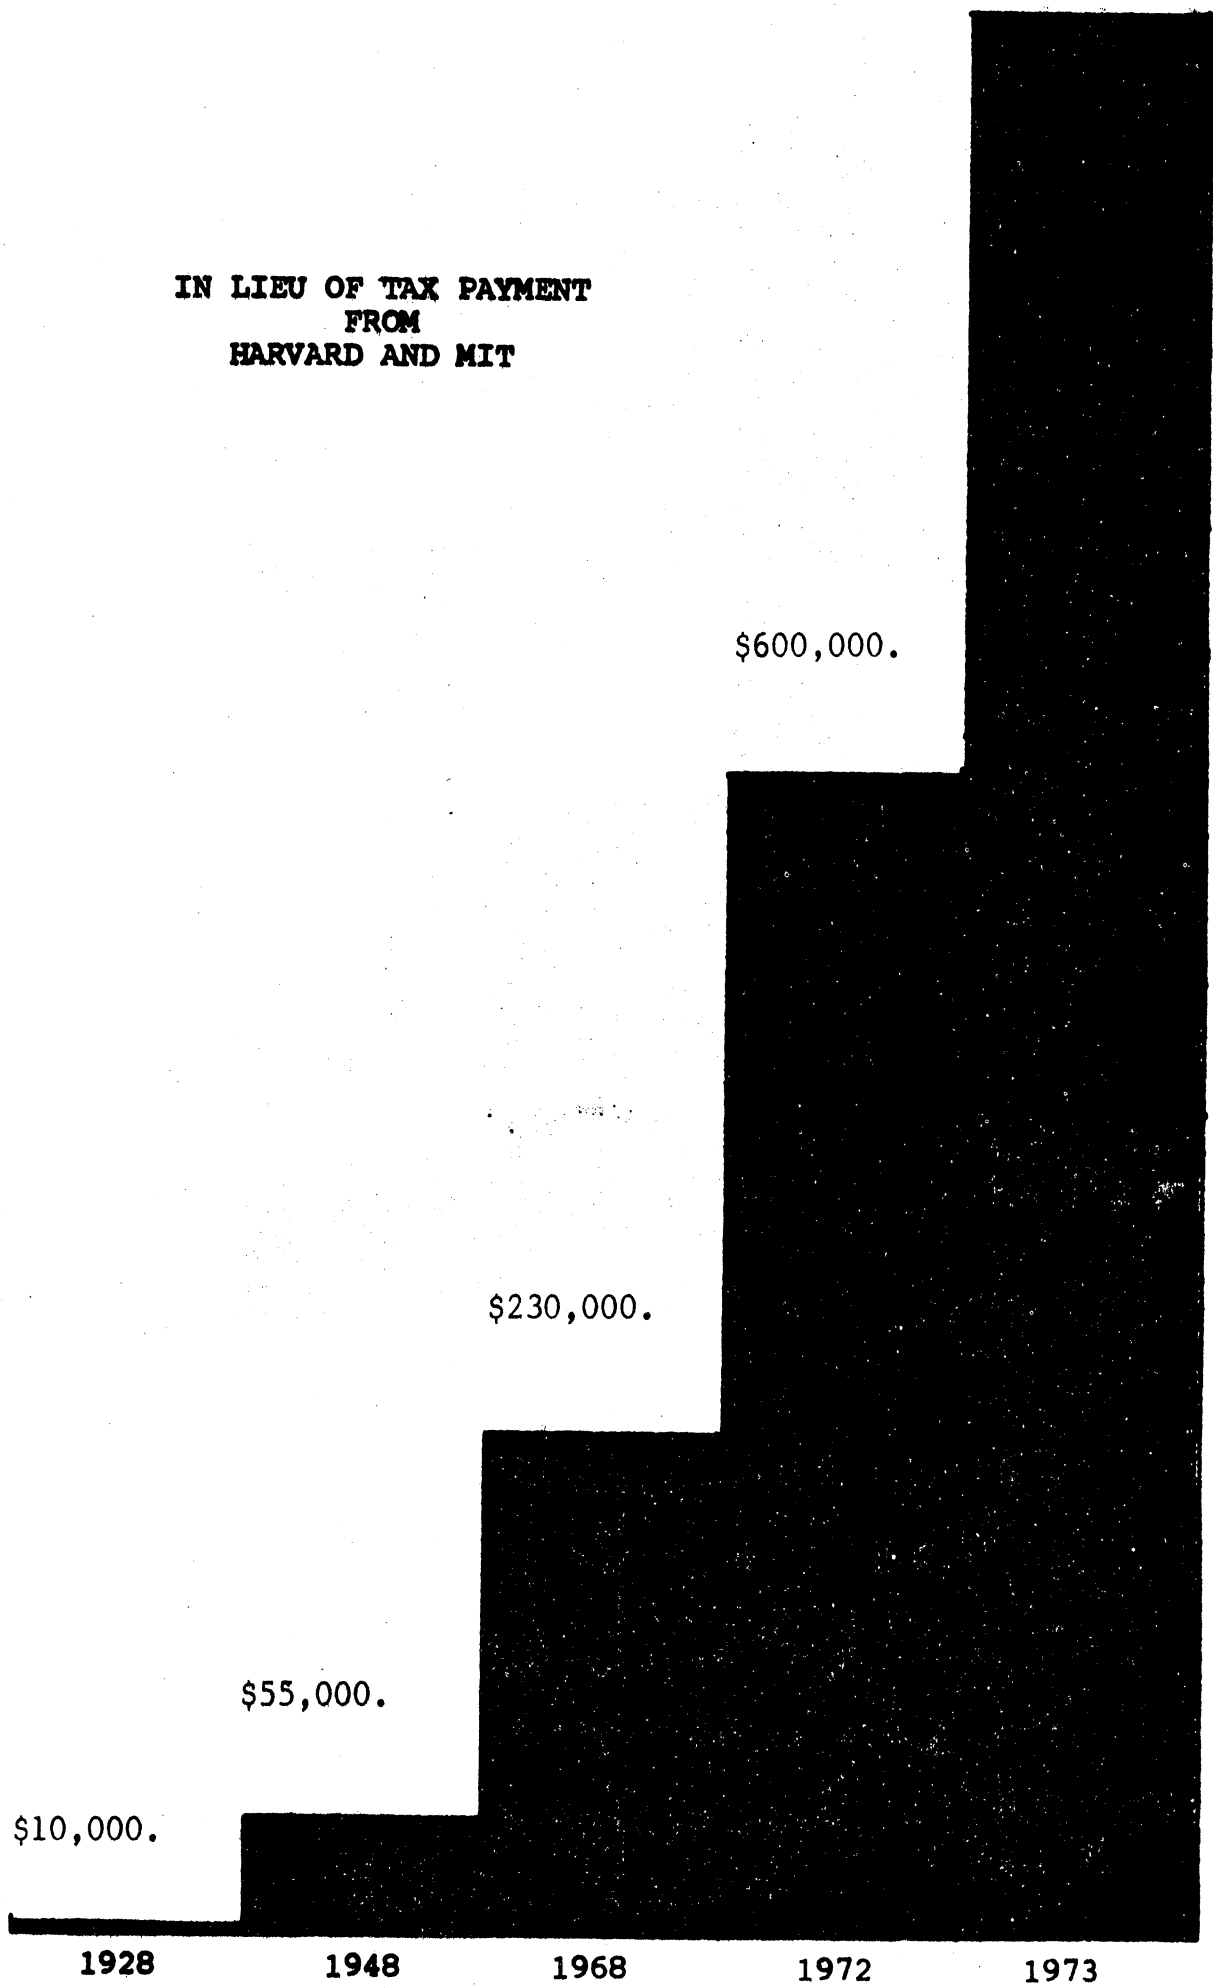 IN LIEU OF TAX PAYMENT
FROM
HARVARD AND MIT
$600,000.
$230,000.
$55,000.
$10,000.
1928 1948 1968 1972 1973